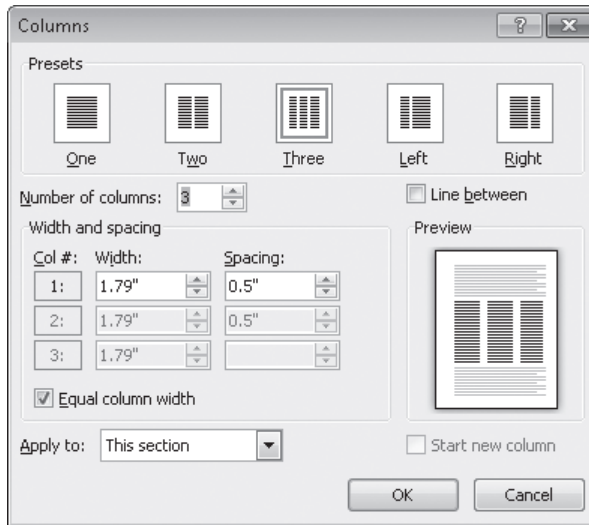 Columns
Presets
One Two Three Left Right
Number of columns: 3 Line between
Width and spacing Preview
Col #: Width: Spacing:
1: 1.79" 0.5"
2: 1.79" 0.5"
3: 1.79"
Equal column width
Apply to: This section Start new column
OK Cancel